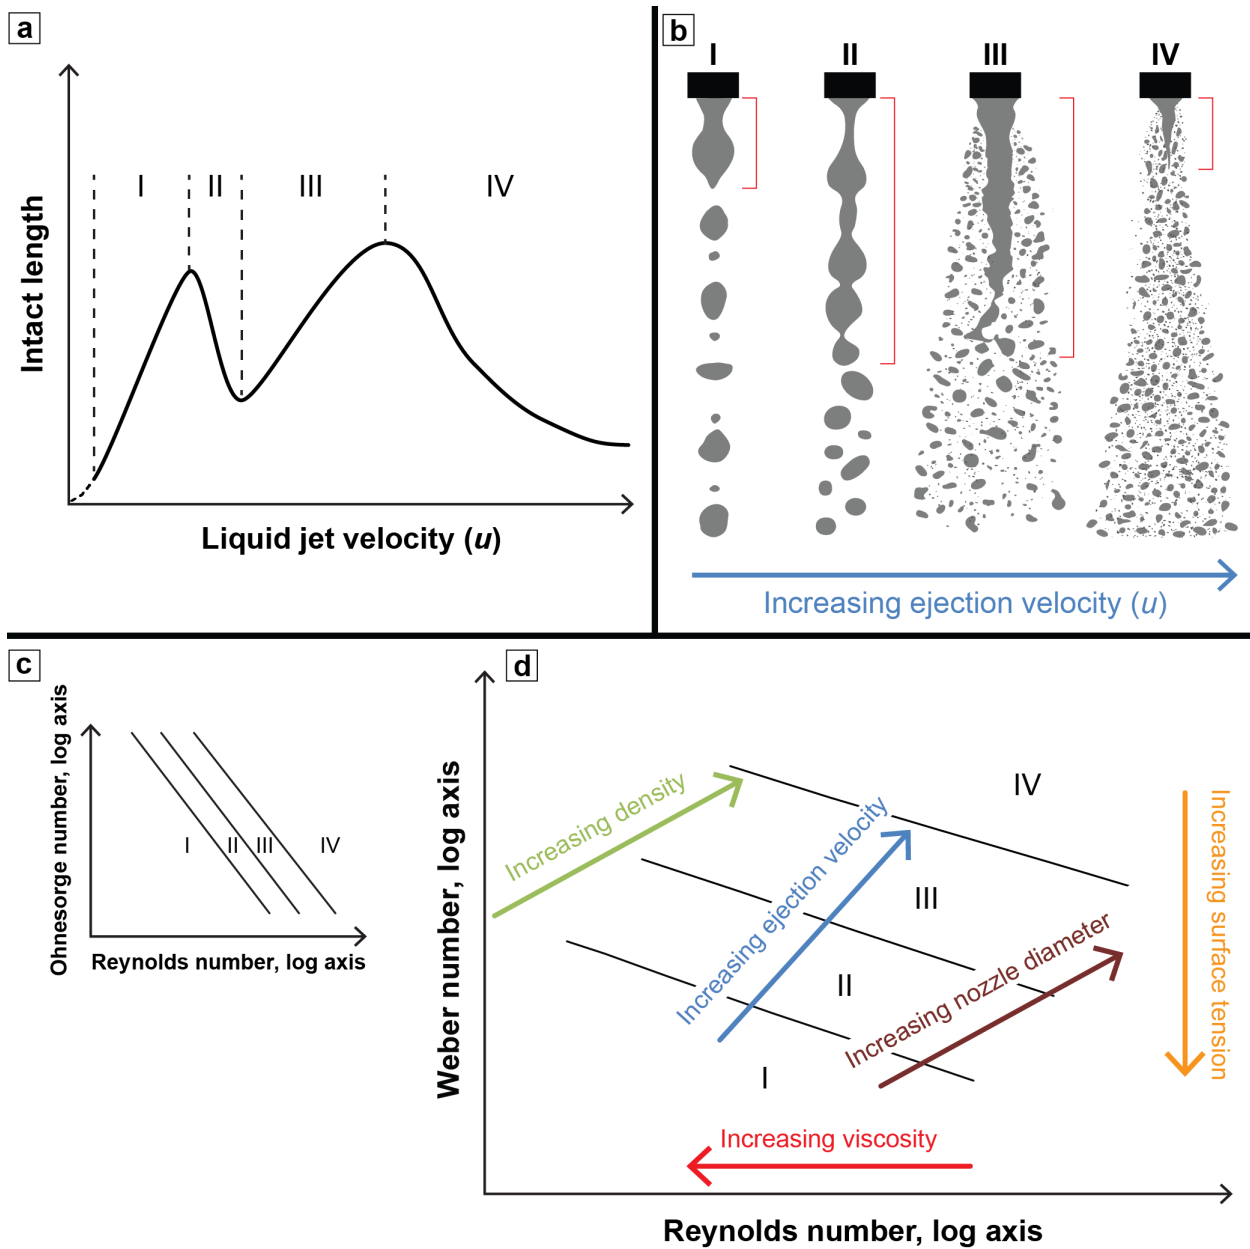 a
I II III IV
Intact length
Liquid jet velocity (u)
b
I II III IV
Increasing ejection velocity (u)
c
Ohnesorge number, log axis
I II III IV
Reynolds number, log axis
d
Weber number, log axis
Increasing density
Increasing ejection velocity
IV
III
II
I
Increasing nozzle diameter
Increasing surface tension
Increasing viscosity
Reynolds number, log axis